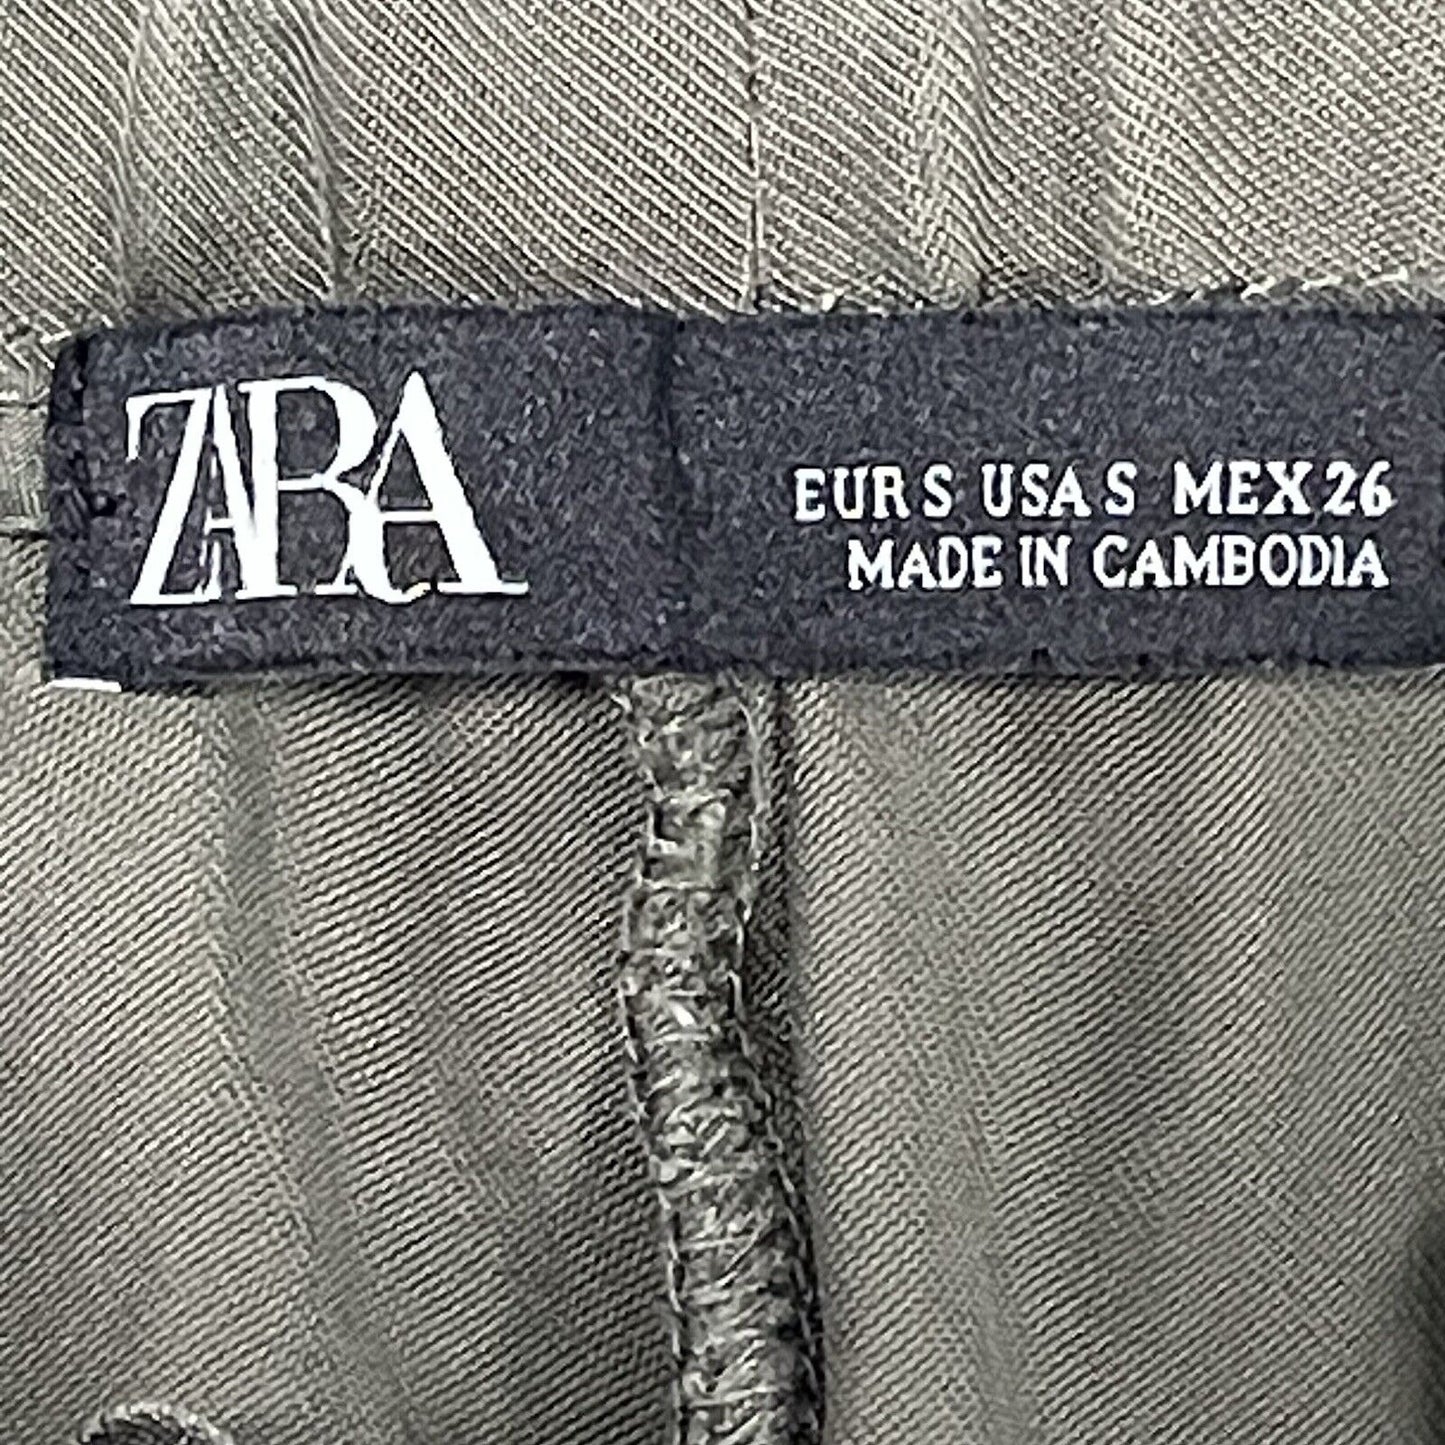 ZARA
EUR S USA S MEX 26
MADE IN CAMBODIA